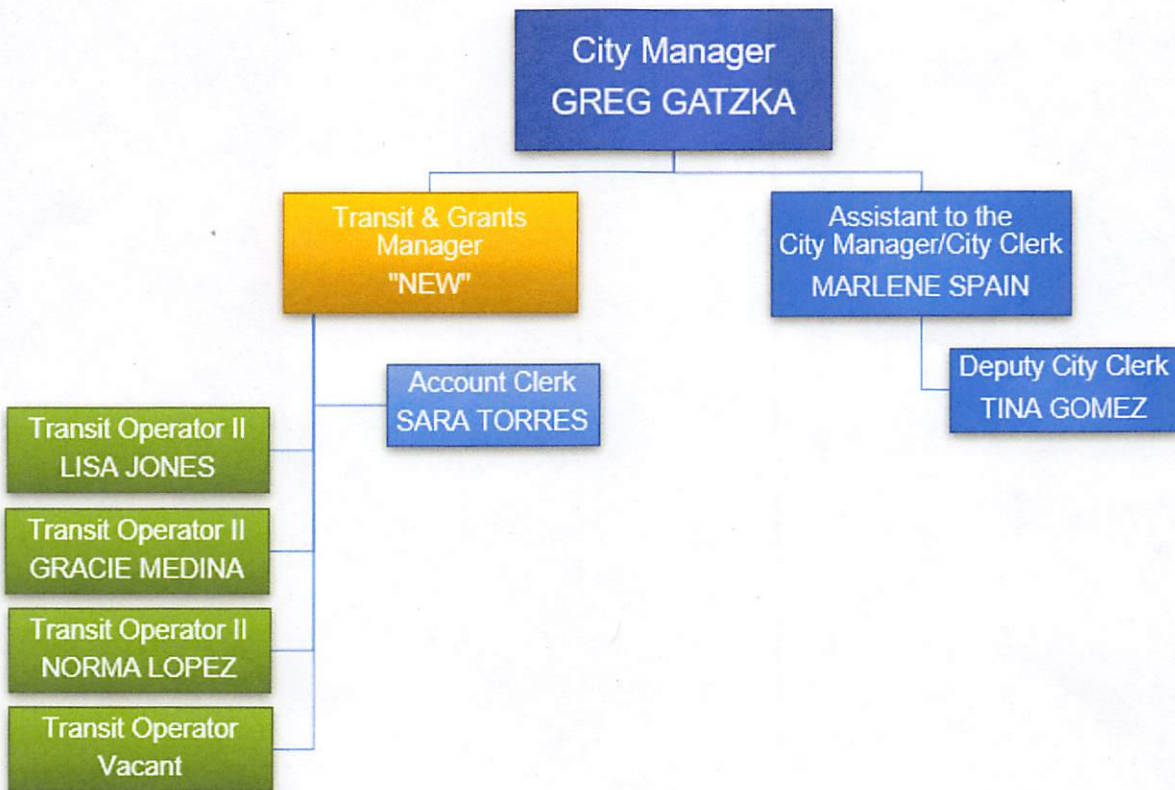 City Manager
GREG GATZKA
Transit & Grants
Manager
"NEW"
Assistant to the
City Manager/City Clerk
MARLENE SPAIN
Account Clerk
SARA TORRES
Deputy City Clerk
TINA GOMEZ
Transit Operator II
LISA JONES
Transit Operator II
GRACIE MEDINA
Transit Operator II
NORMA LOPEZ
Transit Operator
Vacant